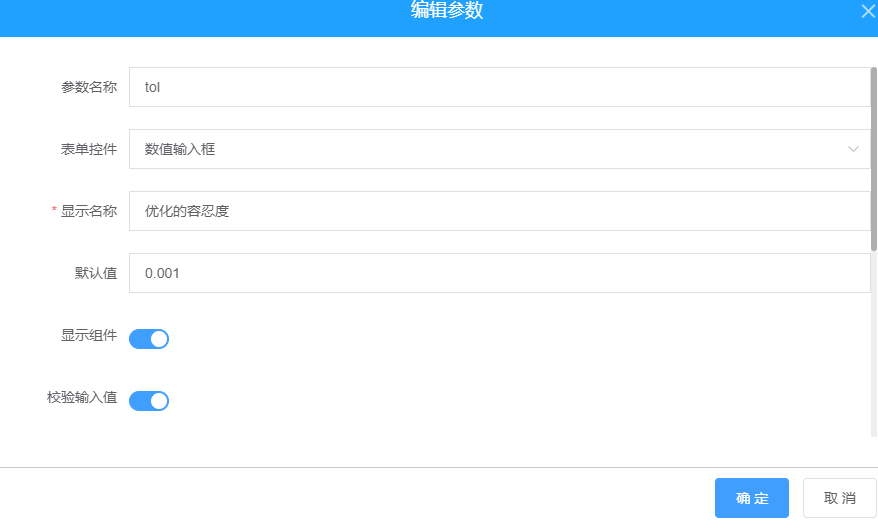 编辑参数
参数名称 tol
表单控件 数值输入框
* 显示名称 优化的容忍度
默认值 0.001
显示组件
校验输入值
确 定 取 消